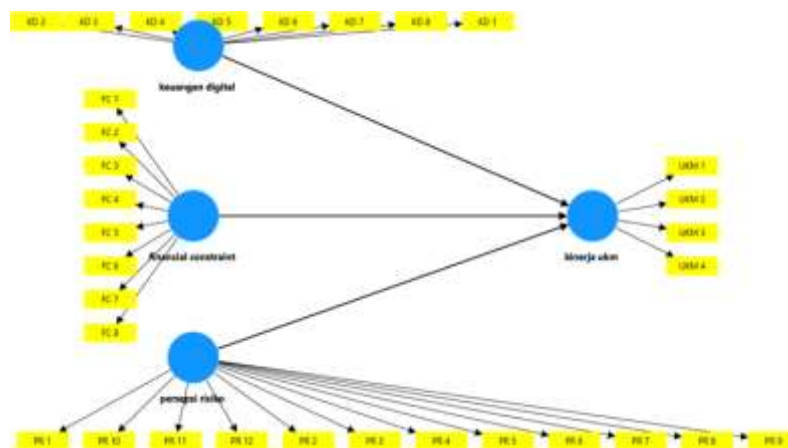 KD 2 KD 3 KD 4 KD 5 KD 6 KD 7 KD 8 KD 1
keuangan digital
FC 1
FC 2
FC 3
FC 4
FC 5
FC 6
FC 7
FC 8
financial constraint
UKM 1
UKM 2
UKM 3
UKM 4
kinerja ukm
persepsi risiko
PR 1 PR 10 PR 11 PR 12 PR 2 PR 3 PR 4 PR 5 PR 6 PR 7 PR 8 PR 9